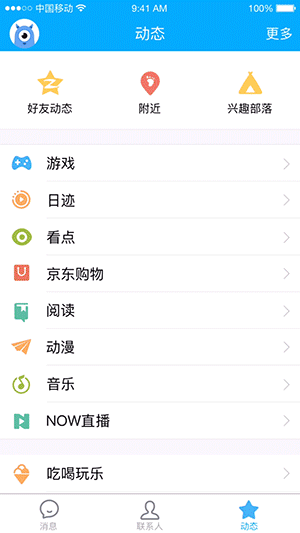 中国移动 9:41 AM 100%
动态 更多
好友动态 附近 兴趣部落
游戏
日迹
看点
京东购物
阅读
动漫
音乐
NOW直播
吃喝玩乐
消息 联系人 动态